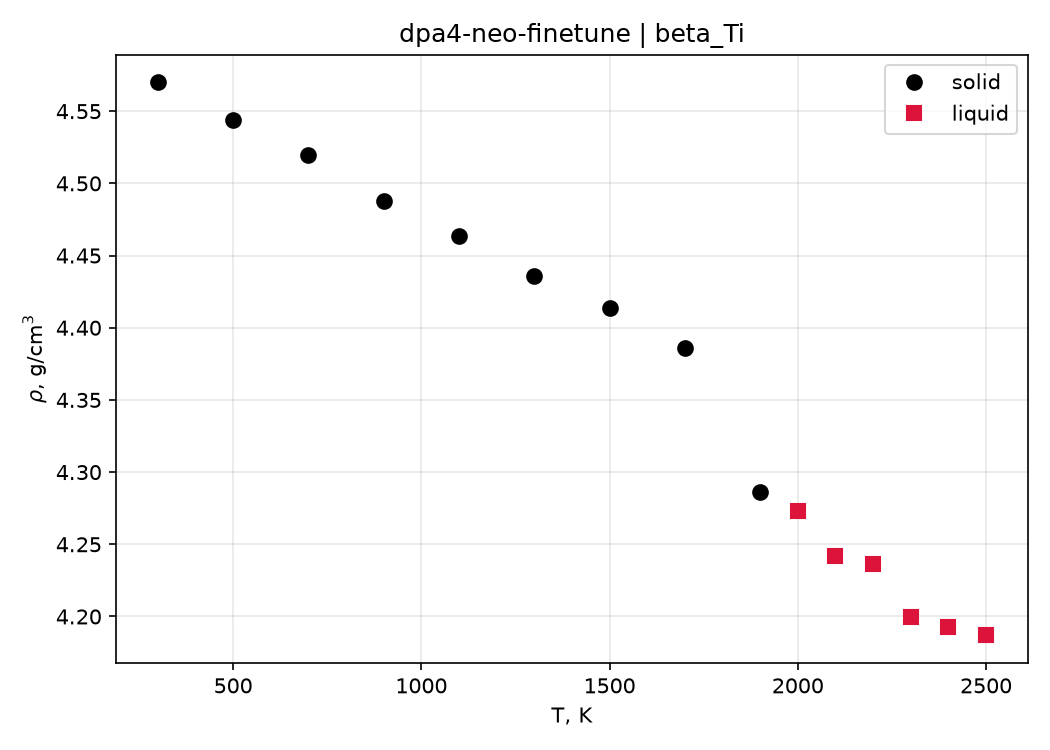 dpa4-neo-finetune | beta_Ti
solid
liquid
ρ, g/cm³
4.55
4.50
4.45
4.40
4.35
4.30
4.25
4.20
500
1000
1500
2000
2500
T, K